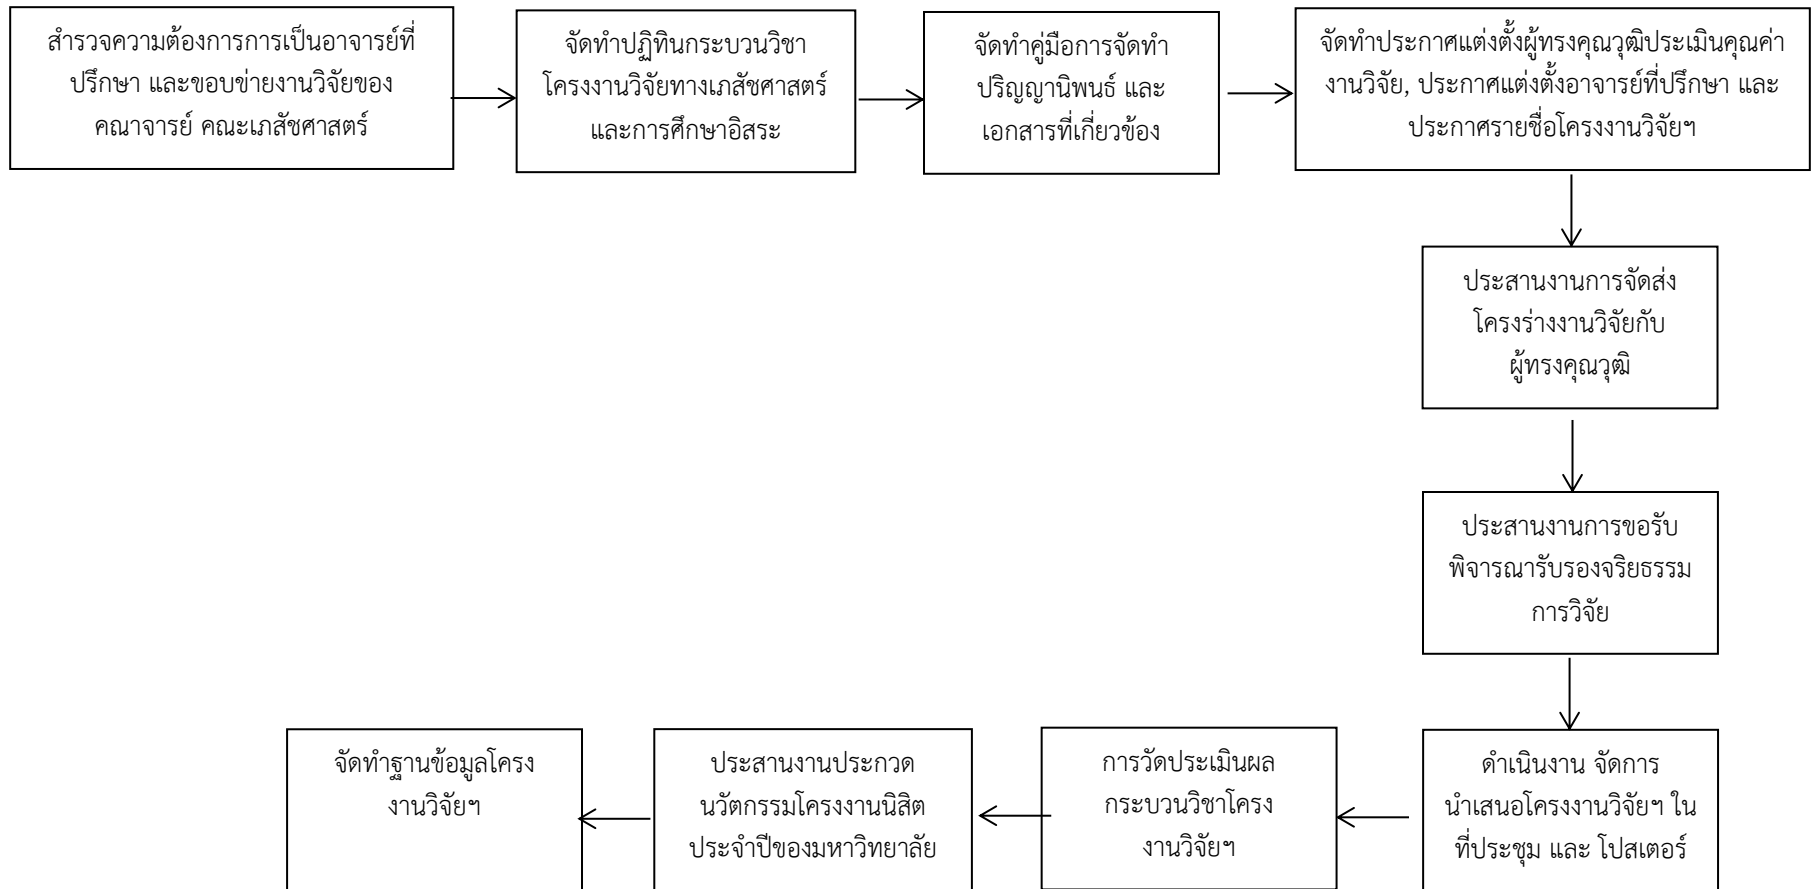 สำรวจความต้องการการเป็นอาจารย์ที่
ปรึกษา และขอบข่ายงานวิจัยของ
คณาจารย์ คณะเภสัชศาสตร์
จัดทำปฏิทินกระบวนวิชา
โครงงานวิจัยทางเภสัชศาสตร์
และการศึกษาอิสระ
จัดทำคู่มือการจัดทำ
ปริญญานิพนธ์ และ
เอกสารที่เกี่ยวข้อง
จัดทำประกาศแต่งตั้งผู้ทรงคุณวุฒิประเมินคุณค่า
งานวิจัย, ประกาศแต่งตั้งอาจารย์ที่ปรึกษา และ
ประกาศรายชื่อโครงงานวิจัยฯ
ประสานงานการจัดส่ง
โครงร่างงานวิจัยกับ
ผู้ทรงคุณวุฒิ
ประสานงานการขอรับ
พิจารณารับรองจริยธรรม
การวิจัย
ดำเนินงาน จัดการ
นำเสนอโครงงานวิจัยฯ ใน
ที่ประชุม และ โปสเตอร์
การวัดประเมินผล
กระบวนวิชาโครง
งานวิจัยฯ
ประสานงานประกวด
นวัตกรรมโครงงานนิสิต
ประจำปีของมหาวิทยาลัย
จัดทำฐานข้อมูลโครง
งานวิจัยฯ